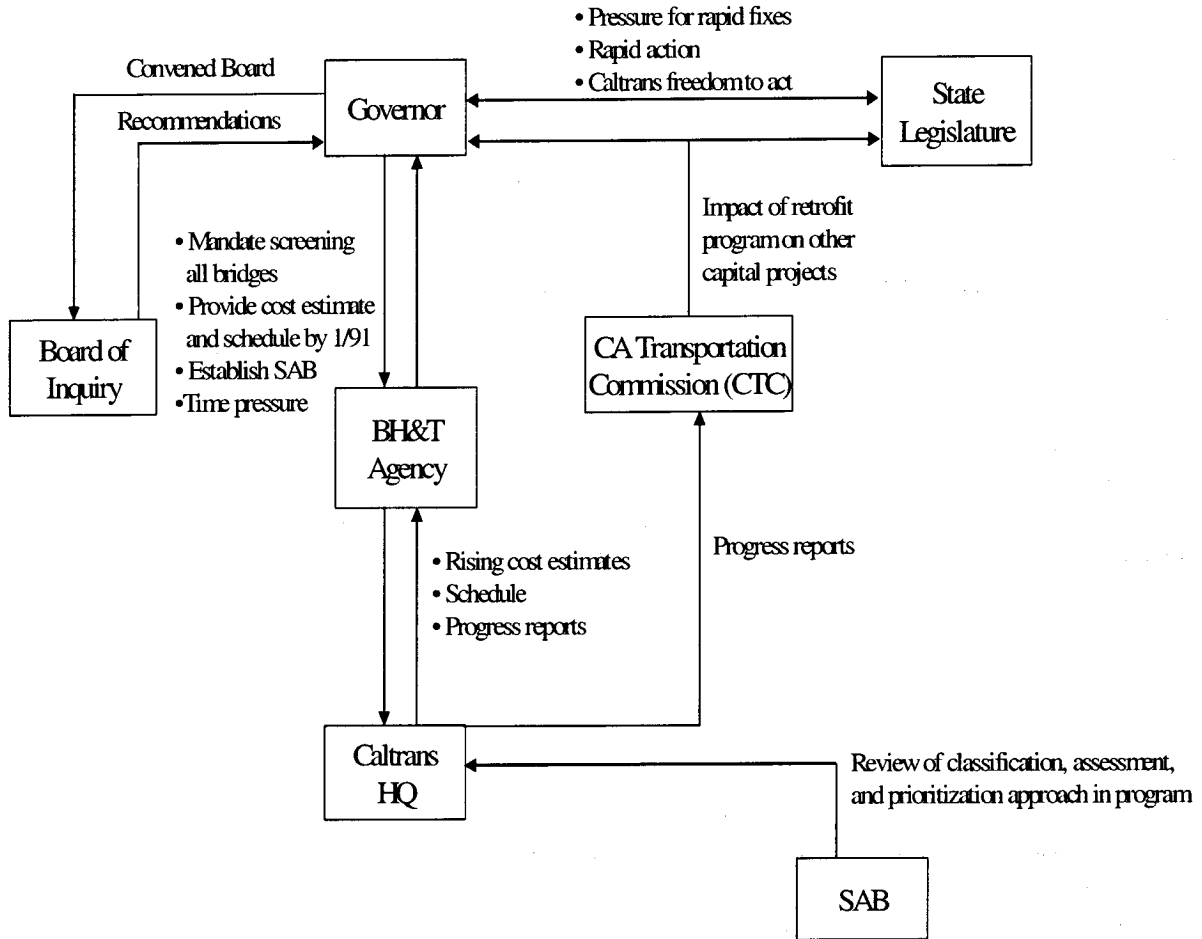 • Pressure for rapid fixes
• Rapid action
• Caltrans freedom to act
Convened Board
Recommendations
Governor
State
Legislature
• Mandate screening
all bridges
• Provide cost estimate
and schedule by 1/91
• Establish SAB
•Time pressure
Impact of retrofit
program on other
capital projects
Board of
Inquiry
CA Transportation
Commission (CTC)
BH&T
Agency
• Rising cost estimates
• Schedule
• Progress reports
Progress reports
Caltrans
HQ
Review of classification, assessment,
and prioritization approach in program
SAB